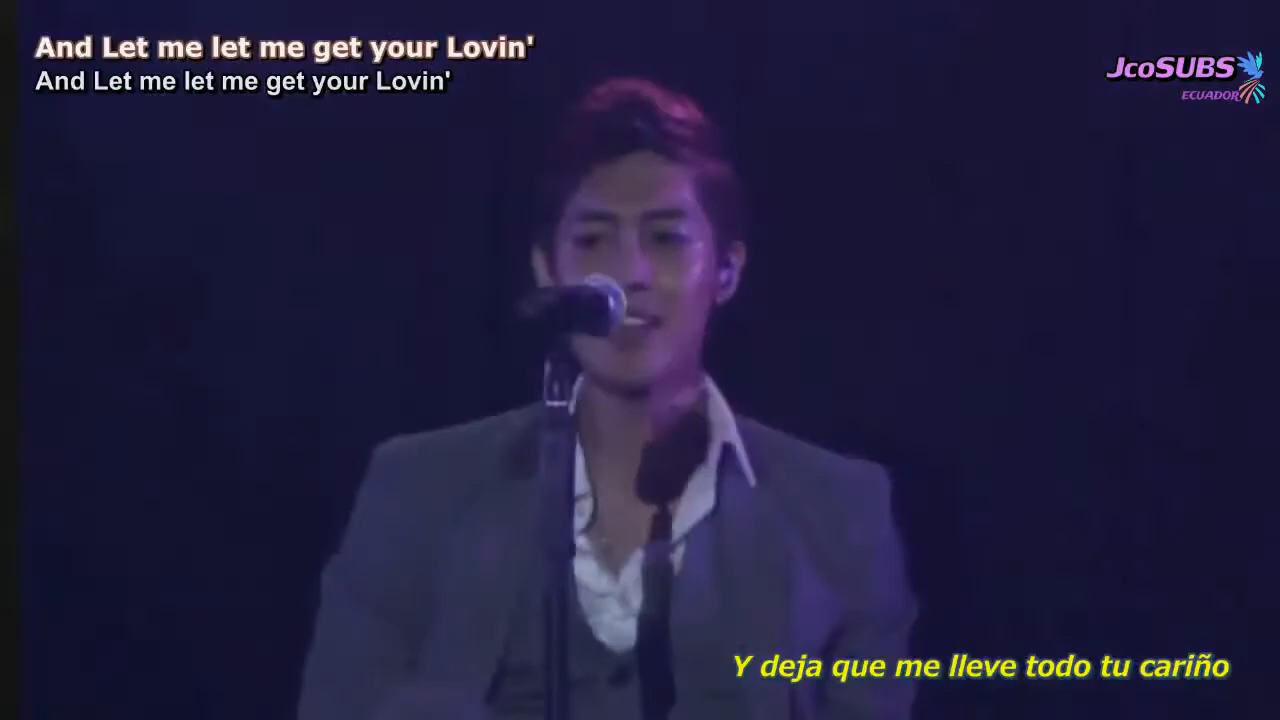 And Let me let me get your Lovin'
And Let me let me get your Lovin'
JcoSUBS
ECUADOR
Y deja que me lleve todo tu cariño